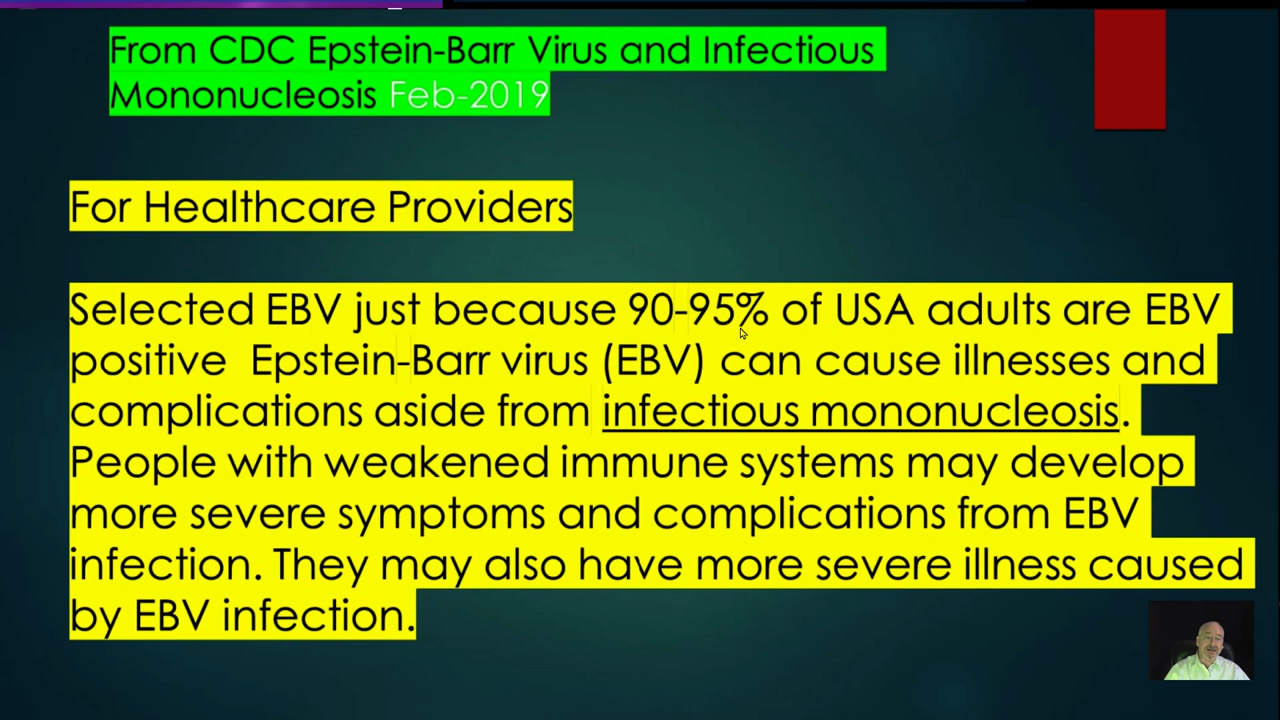 From CDC Epstein-Barr Virus and Infectious
Mononucleosis Feb-2019
For Healthcare Providers
Selected EBV just because 90-95% of USA adults are EBV
positive  Epstein-Barr virus (EBV) can cause illnesses and
complications aside from infectious mononucleosis.
People with weakened immune systems may develop
more severe symptoms and complications from EBV
infection. They may also have more severe illness caused
by EBV infection.